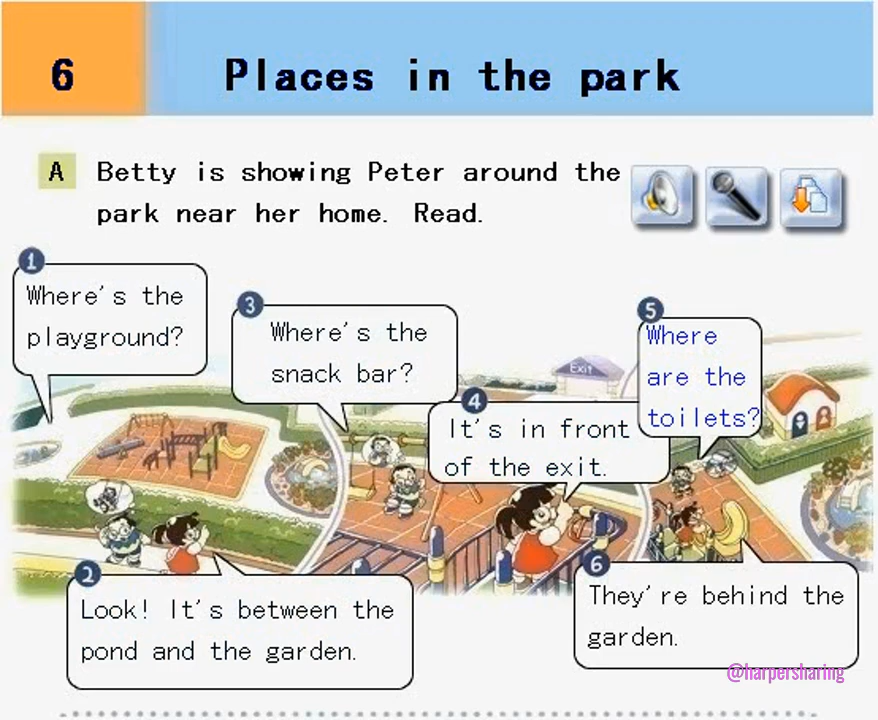 6
Places in the park
A
Betty is showing Peter around the
park near her home. Read.
1
Where's the
playground?
2
Look! It's between the
pond and the garden.
3
Where's the
snack bar?
4
It's in front
of the exit.
Exit
5
Where
are the
toilets?
6
They're behind the
garden.
@harpersharing